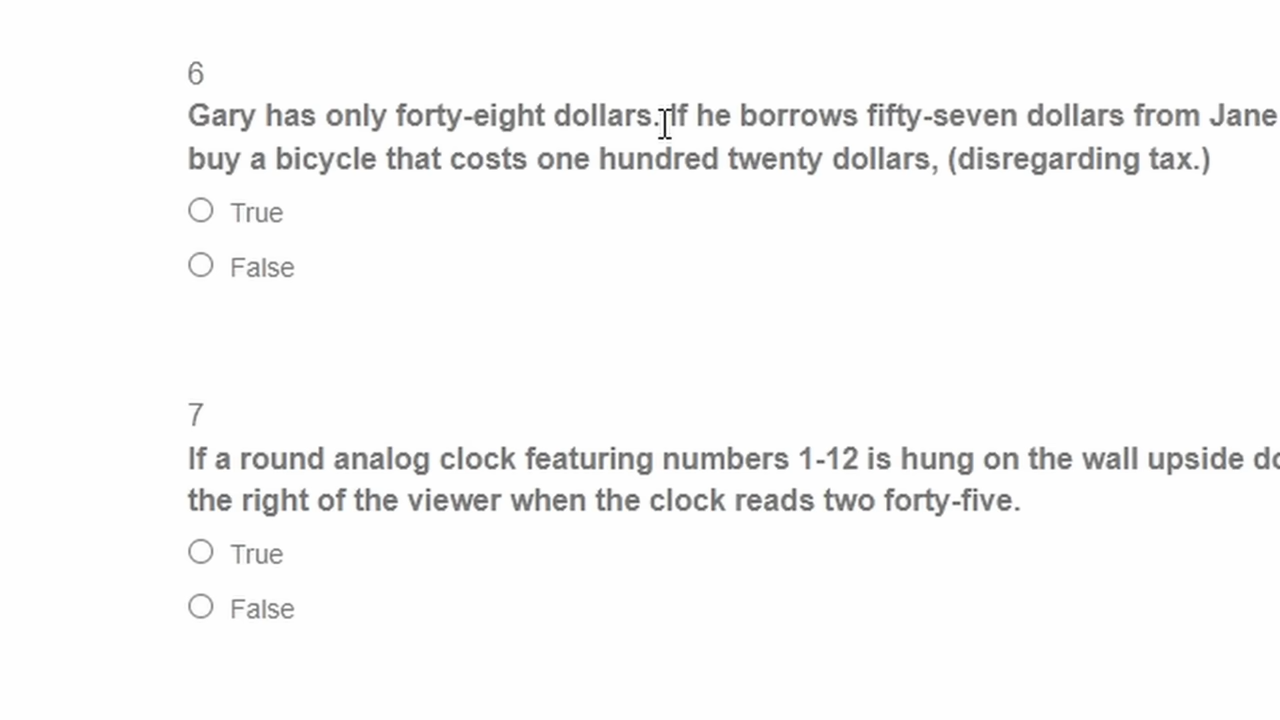 6
Gary has only forty-eight dollars. If he borrows fifty-seven dollars from Jane
buy a bicycle that costs one hundred twenty dollars, (disregarding tax.)
True
False
7
If a round analog clock featuring numbers 1-12 is hung on the wall upside
the right of the viewer when the clock reads two forty-five.
True
False